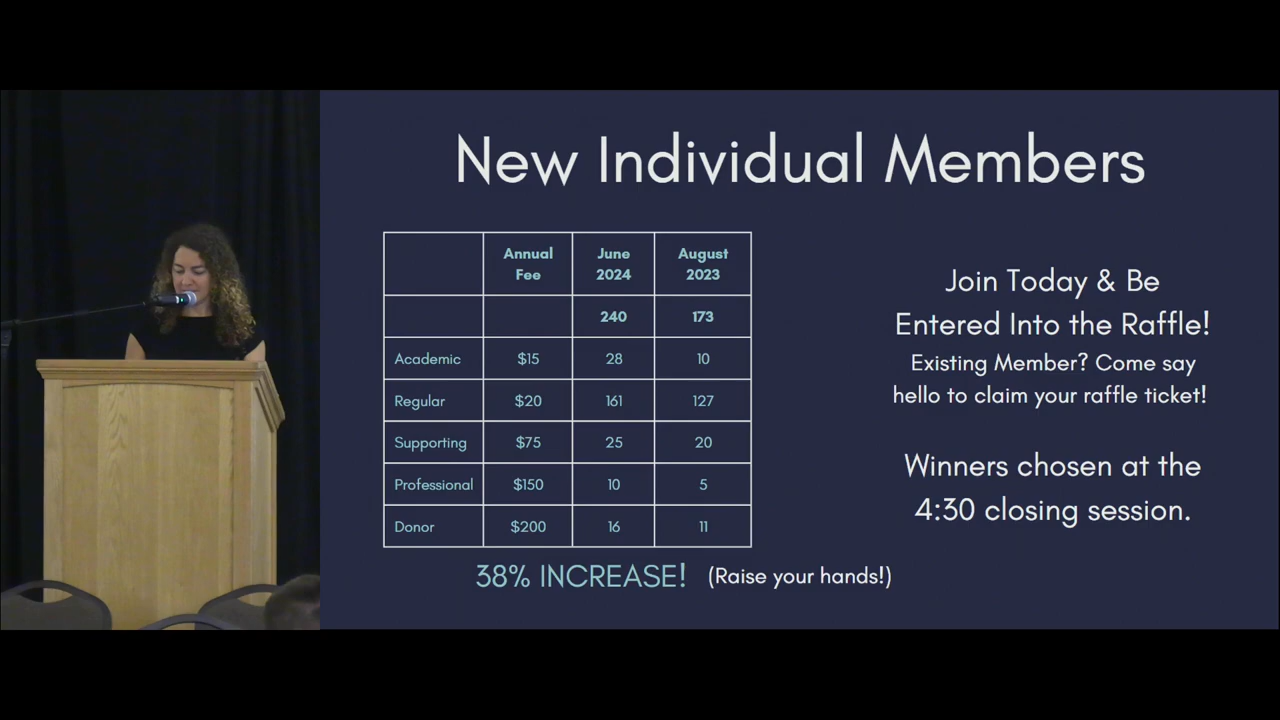 New Individual Members
Annual Fee June 2024 August 2023
240 173
Academic $15 28 10
Regular $20 161 127
Supporting $75 25 20
Professional $150 10 5
Donor $200 16 11
38% INCREASE! (Raise your hands!)
Join Today & Be
Entered Into the Raffle!
Existing Member? Come say
hello to claim your raffle ticket!
Winners chosen at the
4:30 closing session.